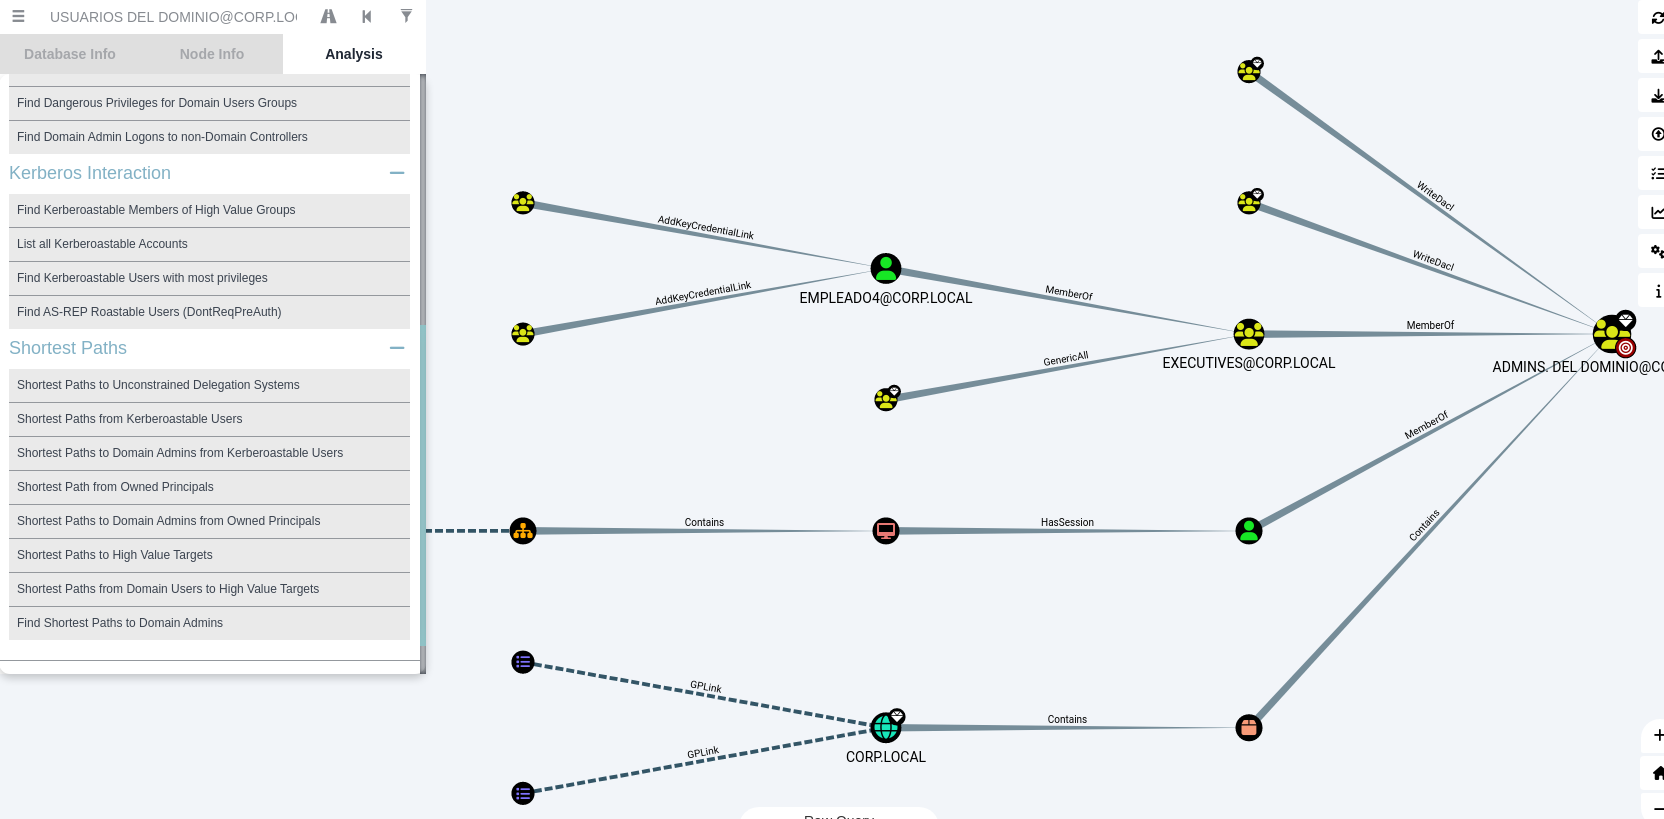 USUARIOS DEL DOMINIO@CORP.LO
Database Info
Node Info
Analysis
Find Dangerous Privileges for Domain Users Groups
Find Domain Admin Logons to non-Domain Controllers
Kerberos Interaction
Find Kerberoastable Members of High Value Groups
List all Kerberoastable Accounts
Find Kerberoastable Users with most privileges
Find AS-REP Roastable Users (DontReqPreAuth)
Shortest Paths
Shortest Paths to Unconstrained Delegation Systems
Shortest Paths from Kerberoastable Users
Shortest Paths to Domain Admins from Kerberoastable Users
Shortest Path from Owned Principals
Shortest Paths to Domain Admins from Owned Principals
Shortest Paths to High Value Targets
Shortest Paths from Domain Users to High Value Targets
Find Shortest Paths to Domain Admins
WriteDacl
WriteDacl
AddKeyCredentialLink
AddKeyCredentialLink
EMPLEADO4@CORP.LOCAL
MemberOf
GenericAll
EXECUTIVES@CORP.LOCAL
MemberOf
ADMINS. DEL DOMINIO@CO
MemberOf
Contains
HasSession
Contains
GPLink
GPLink
CORP.LOCAL
Contains
Raw Query